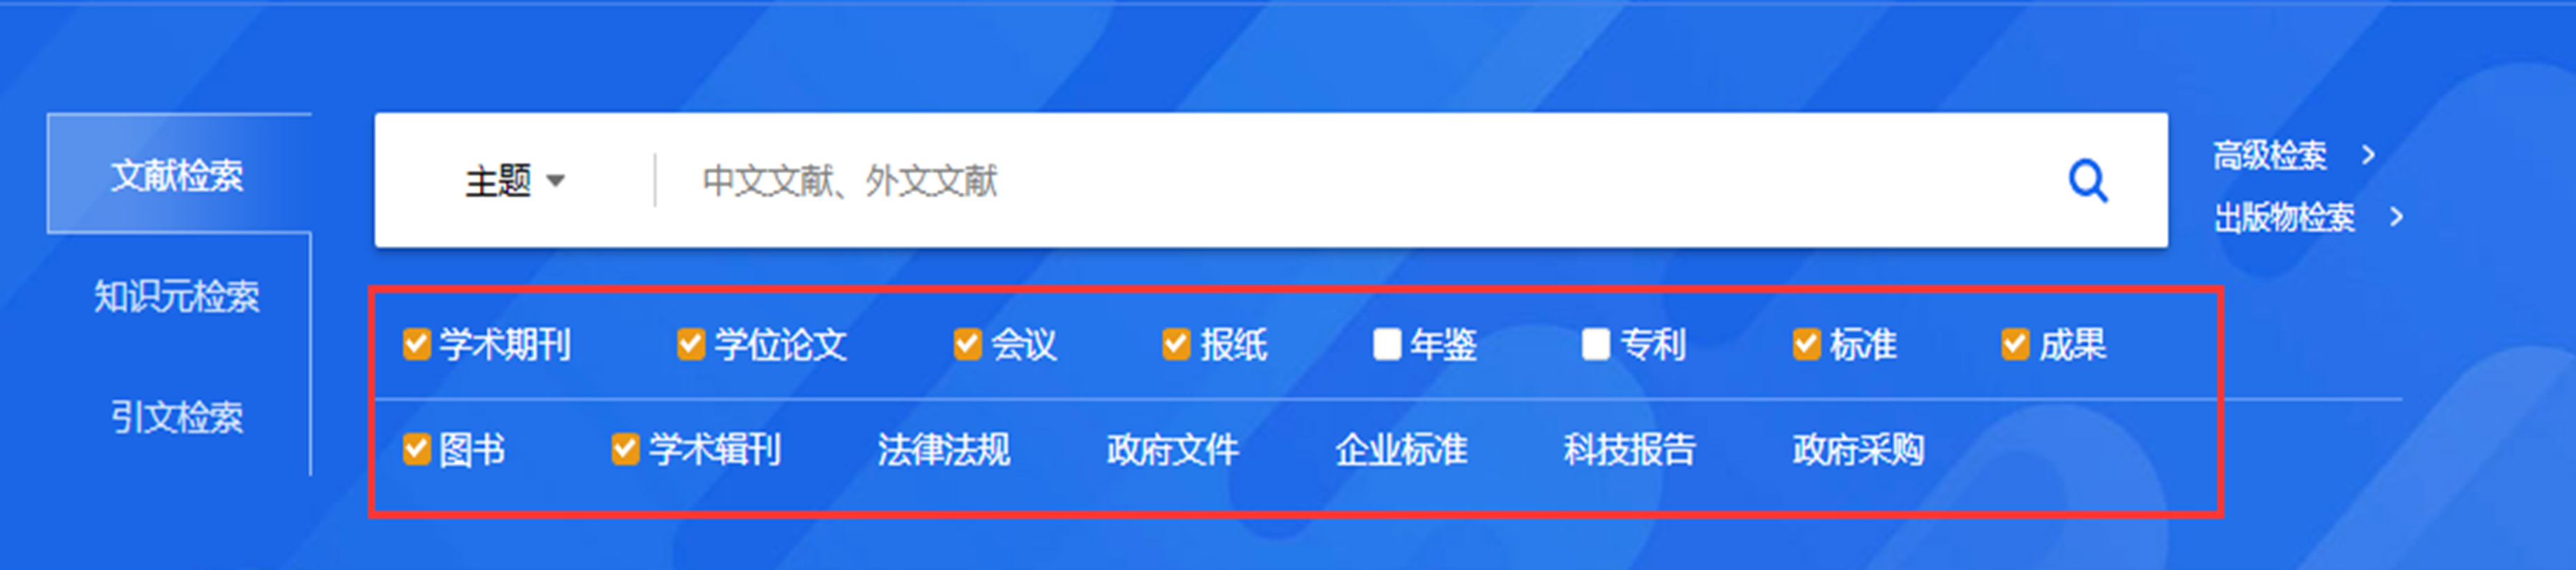 文献检索
知识元检索
引文检索
主题 中文文献、外文文献
高级检索 >
出版物检索 >
学术期刊 学位论文 会议 报纸 年鉴 专利 标准 成果
图书 学术辑刊 法律法规 政府文件 企业标准 科技报告 政府采购